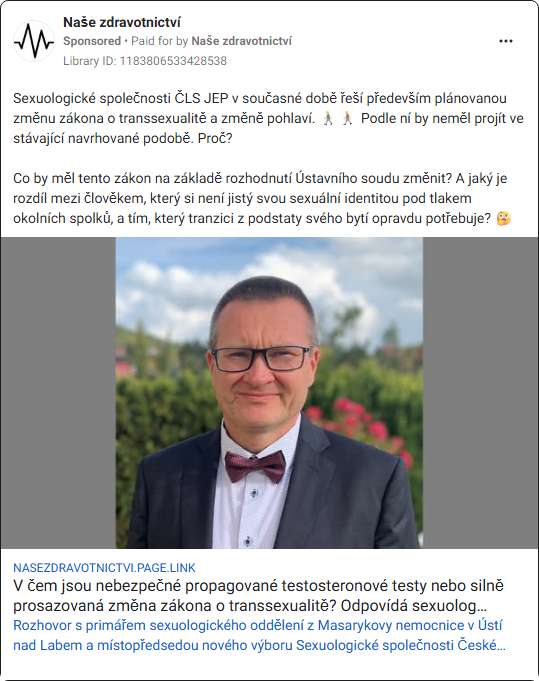 Naše zdravotnictví
Sponsored • Paid for by Naše zdravotnictví
Library ID: 1183806533428538
Sexuologické společnosti ČLS JEP v současné době řeší především plánovanou
změnu zákona o transsexualitě a změně pohlaví. 🚶 🚶 Podle ní by neměl projít ve
stávající navrhované podobě. Proč?
Co by měl tento zákon na základě rozhodnutí Ústavního soudu změnit? A jaký je
rozdíl mezi člověkem, který si není jistý svou sexuální identitou pod tlakem
okolních spolků, a tím, který tranzici z podstaty svého bytí opravdu potřebuje? 🤔
NASEZDRAVOTNICTVI.PAGE.LINK
V čem jsou nebezpečné propagované testosteronové testy nebo silně
prosazovaná změna zákona o transsexualitě? Odpovídá sexuolog...
Rozhovor s primářem sexuologického oddělení z Masarykovy nemocnice v Ústí
nad Labem a místopředsedou nového výboru Sexuologické společnosti České...